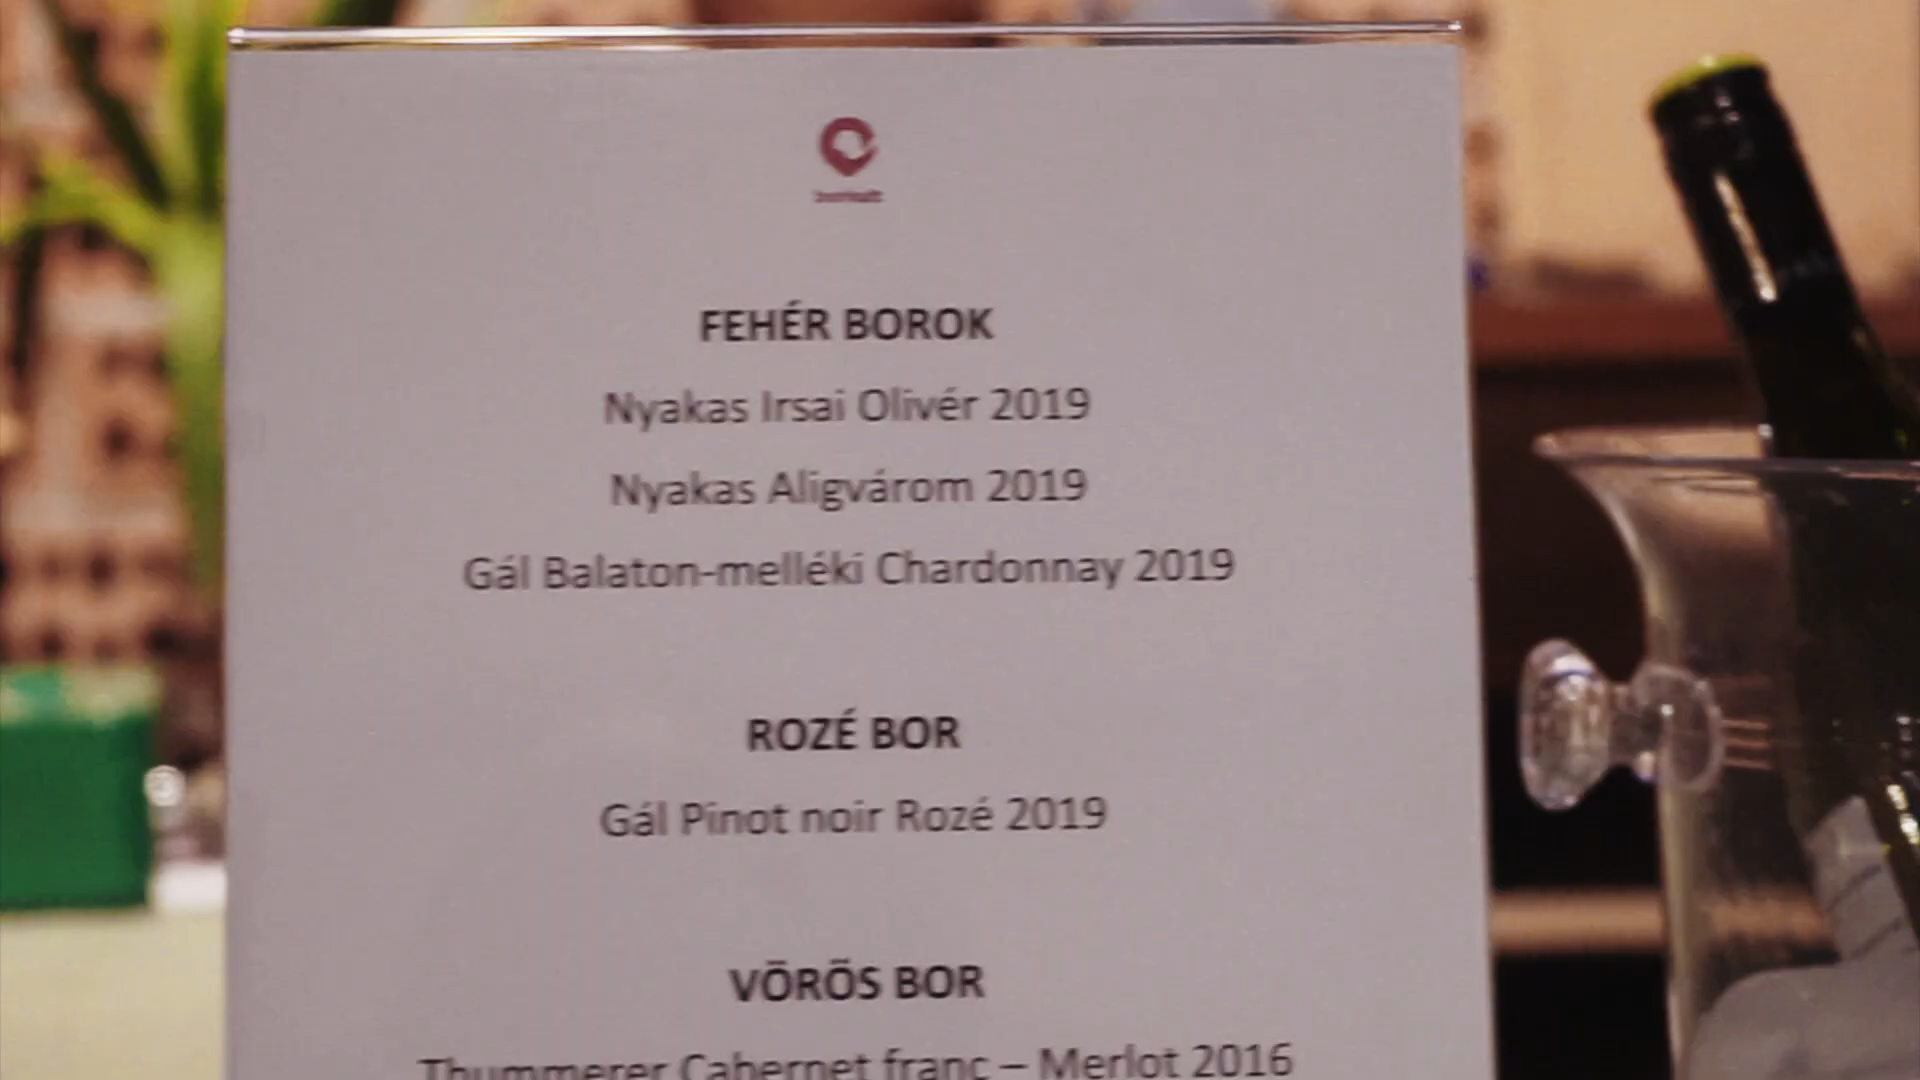 FEHÉR BOROK
Nyakas Irsai Olivér 2019
Nyakas Aligvárom 2019
Gál Balaton-melléki Chardonnay 2019
ROZÉ BOR
Gál Pinot noir Rozé 2019
VÖRÖS BOR
Thummerer Cabernet franc – Merlot 2016